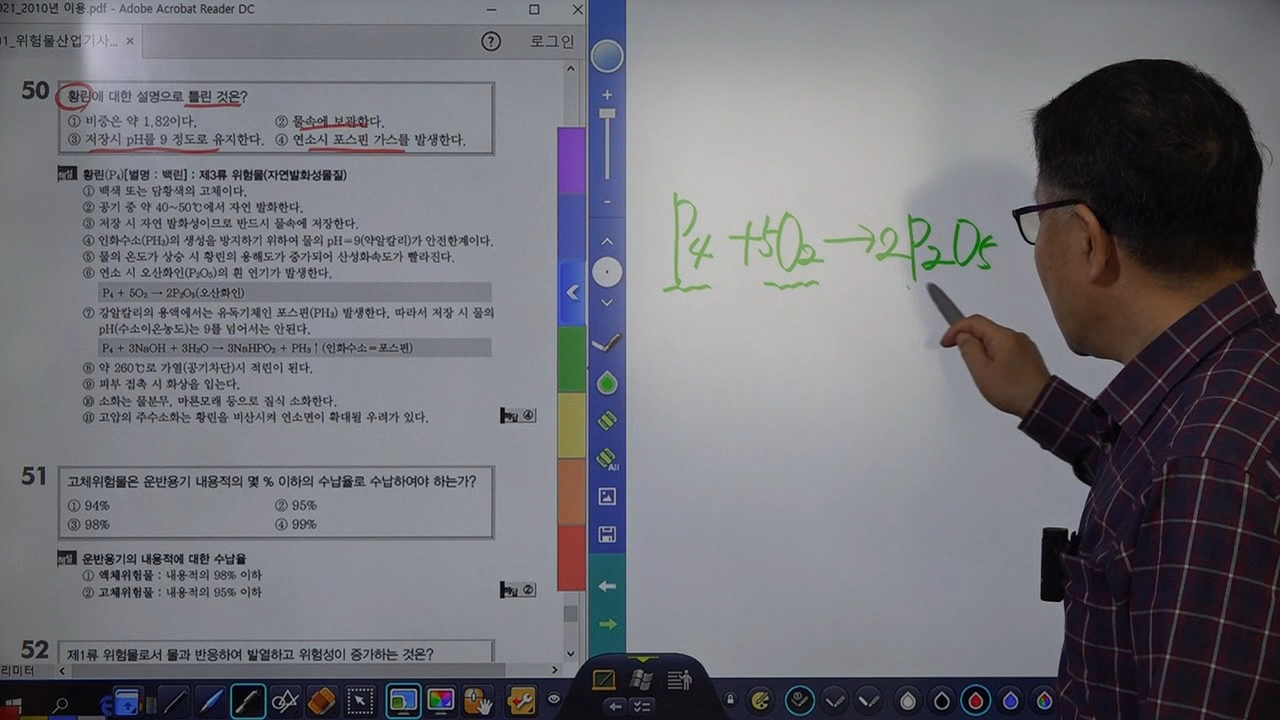 021_2010년 이용.pdf - Adobe Acrobat Reader DC
01_위험물산업기사... ×
로그인
50
황린에 대한 설명으로 틀린 것은?
① 비중은 약 1.82이다. ② 물속에 보관한다.
③ 저장시 pH를 9 정도로 유지한다. ④ 연소시 포스핀 가스를 발생한다.
해설 황린(P₄)[별명 : 백린] : 제3류 위험물(자연발화성물질)
① 백색 또는 담황색의 고체이다.
② 공기 중 약 40~50℃에서 자연 발화한다.
③ 저장 시 자연 발화성이므로 반드시 물속에 저장한다.
④ 인화수소(PH₃)의 생성을 방지하기 위하여 물의 pH=9(약알칼리)가 안전한계이다.
⑤ 물의 온도가 상승 시 황린의 용해도가 증가되어 산성화속도가 빨라진다.
⑥ 연소 시 오산화인(P₂O₅)의 흰 연기가 발생한다.
P₄ + 5O₂ → 2P₂O₅(오산화인)
⑦ 강알칼리의 용액에서는 유독기체인 포스핀(PH₃) 발생한다. 따라서 저장 시 물의
pH(수소이온농도)는 9를 넘어서는 안된다.
P₄ + 3NaOH + 3H₂O → 3NaHPO₂ + PH₃↑(인화수소=포스핀)
⑧ 약 260℃로 가열(공기차단)시 적린이 된다.
⑨ 피부 접촉 시 화상을 입는다.
⑩ 소화는 물분무, 마른모래 등으로 질식 소화한다.
⑪ 고압의 주수소화는 황린을 비산시켜 연소면이 확대될 우려가 있다.
해답 ④
51
고체위험물은 운반용기 내용적의 몇 % 이하의 수납율로 수납하여야 하는가?
① 94% ② 95%
③ 98% ④ 99%
해설 운반용기의 내용적에 대한 수납율
① 액체위험물 : 내용적의 98% 이하
② 고체위험물 : 내용적의 95% 이하
해답 ②
52
제1류 위험물로서 물과 반응하여 발열하고 위험성이 증가하는 것은?
리미터
All
P₄ + 5O₂ → 2P₂O₅